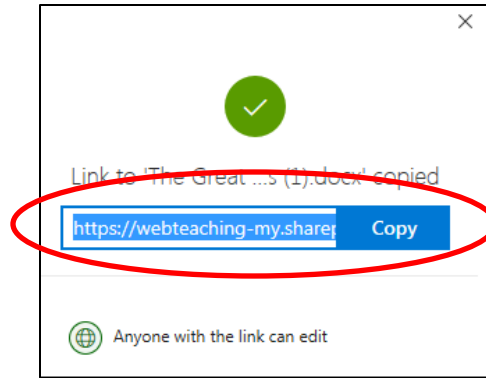 Link to 'The Great ...s (1).docx' copied
https://webteaching-my.sharep
Copy
Anyone with the link can edit